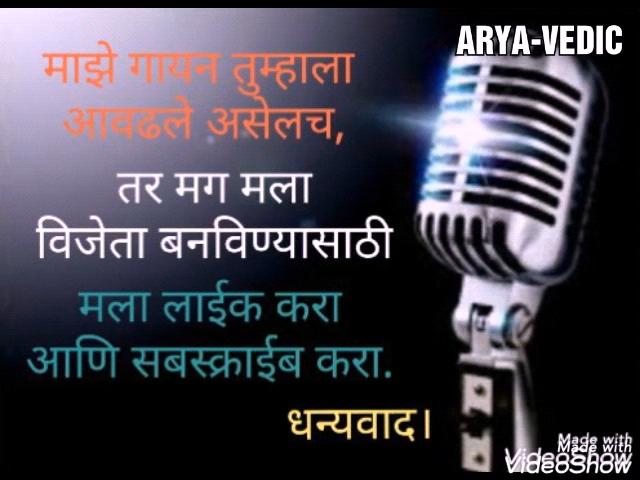 ARYA-VEDIC
माझे गायन तुम्हाला
आवढले असेलच,
तर मग मला
विजेता बनविण्यासाठी
मला लाईक करा
आणि सबस्क्राईब करा.
धन्यवाद।
Made with
Made with
VideoShow
VideoShow